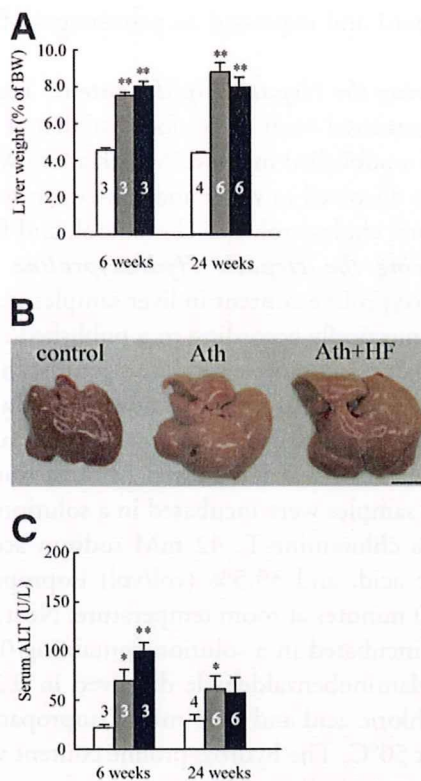 A
Liver weight (% of BW)
10.0
8.0
6.0
4.0
2.0
0
** **
** **
3 3 3
4 6 6
6 weeks 24 weeks
B
control Ath Ath+HF
C
Serum ALT (U/L)
200
150
100
50
0
* **
*
3 3 3
4 6 6
6 weeks 24 weeks